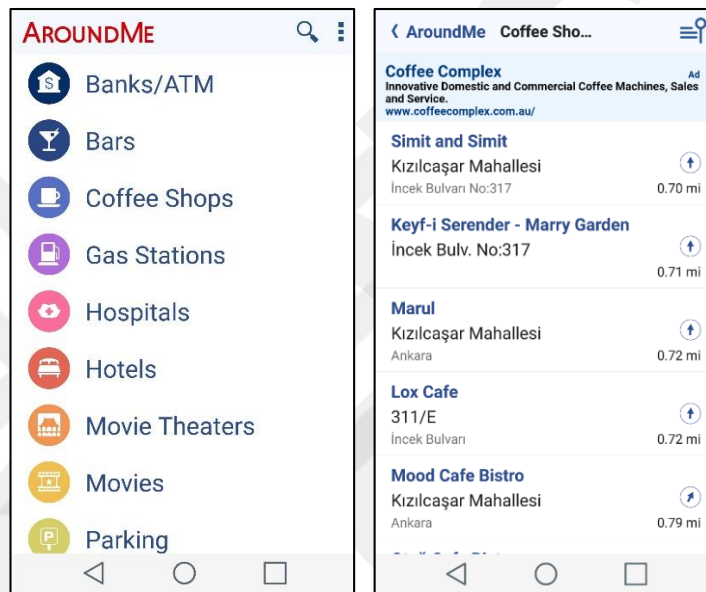 AROUNDME
Banks/ATM
Bars
Coffee Shops
Gas Stations
Hospitals
Hotels
Movie Theaters
Movies
Parking
AroundMe Coffee Sho...
Coffee Complex
Ad
Innovative Domestic and Commercial Coffee Machines, Sales
and Service.
www.coffeecomplex.com.au/
Simit and Simit
Kızılcaşar Mahallesi
İncek Bulvarı No:317
0.70 mi
Keyf-i Serender - Marry Garden
İncek Bulv. No:317
0.71 mi
Marul
Kızılcaşar Mahallesi
Ankara
0.72 mi
Lox Cafe
311/E
İncek Bulvarı
0.72 mi
Mood Cafe Bistro
Kızılcaşar Mahallesi
Ankara
0.79 mi